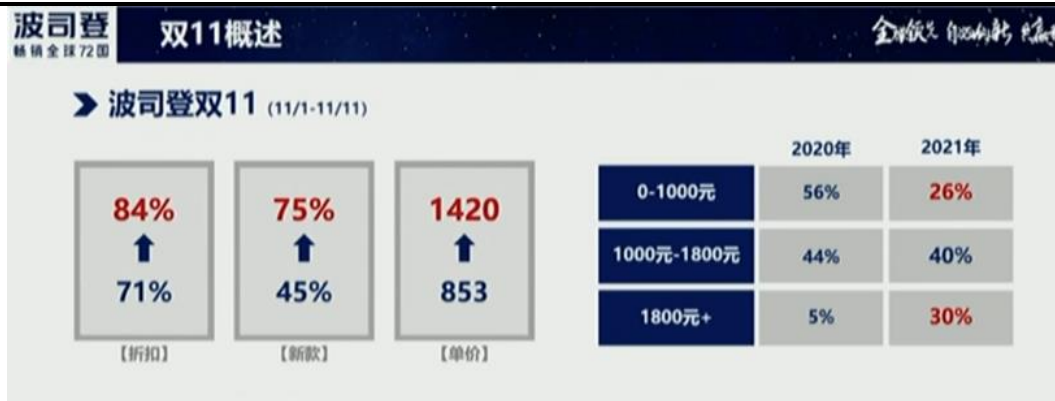 波司登
畅销全球72国
双11概述
波司登双11 (11/1-11/11)
84%
71%
【折扣】
75%
45%
【新款】
1420
853
【单价】
2020年 2021年
0-1000元 56% 26%
1000元-1800元 44% 40%
1800元+ 5% 30%